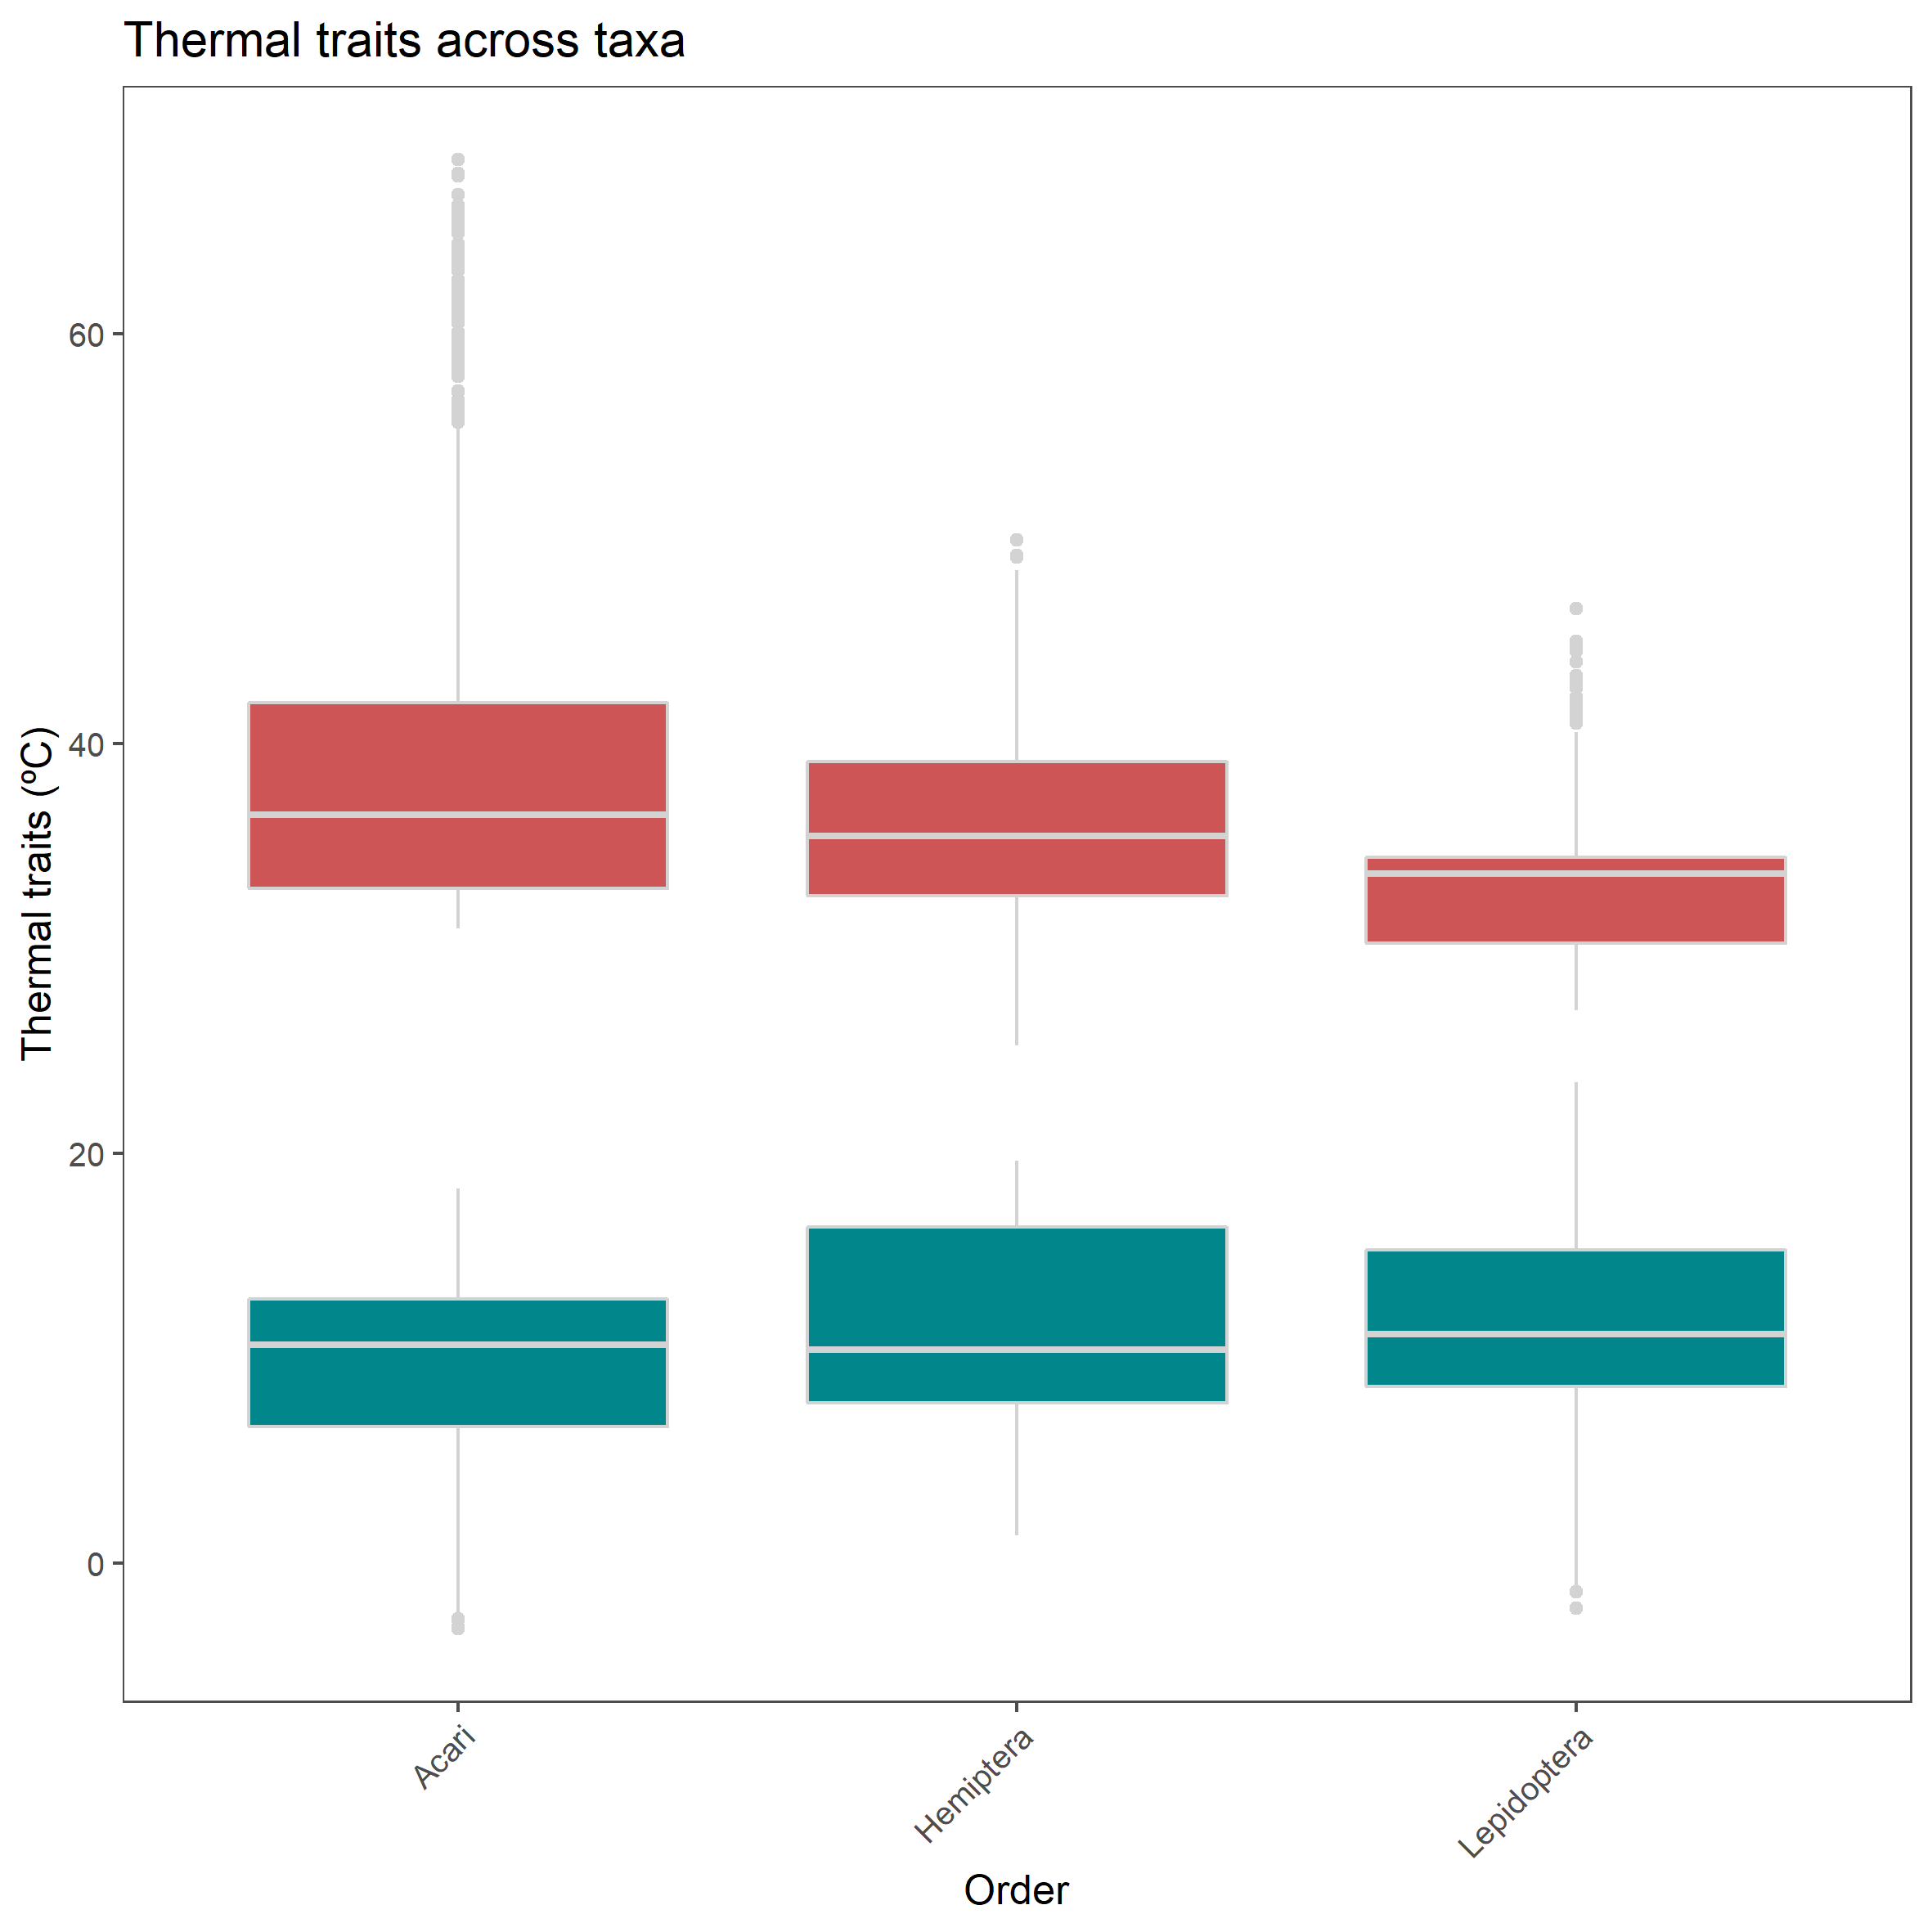 Thermal traits across taxa
Thermal traits (ºC)
60
40
20
0
Acari
Hemiptera
Lepidoptera
Order